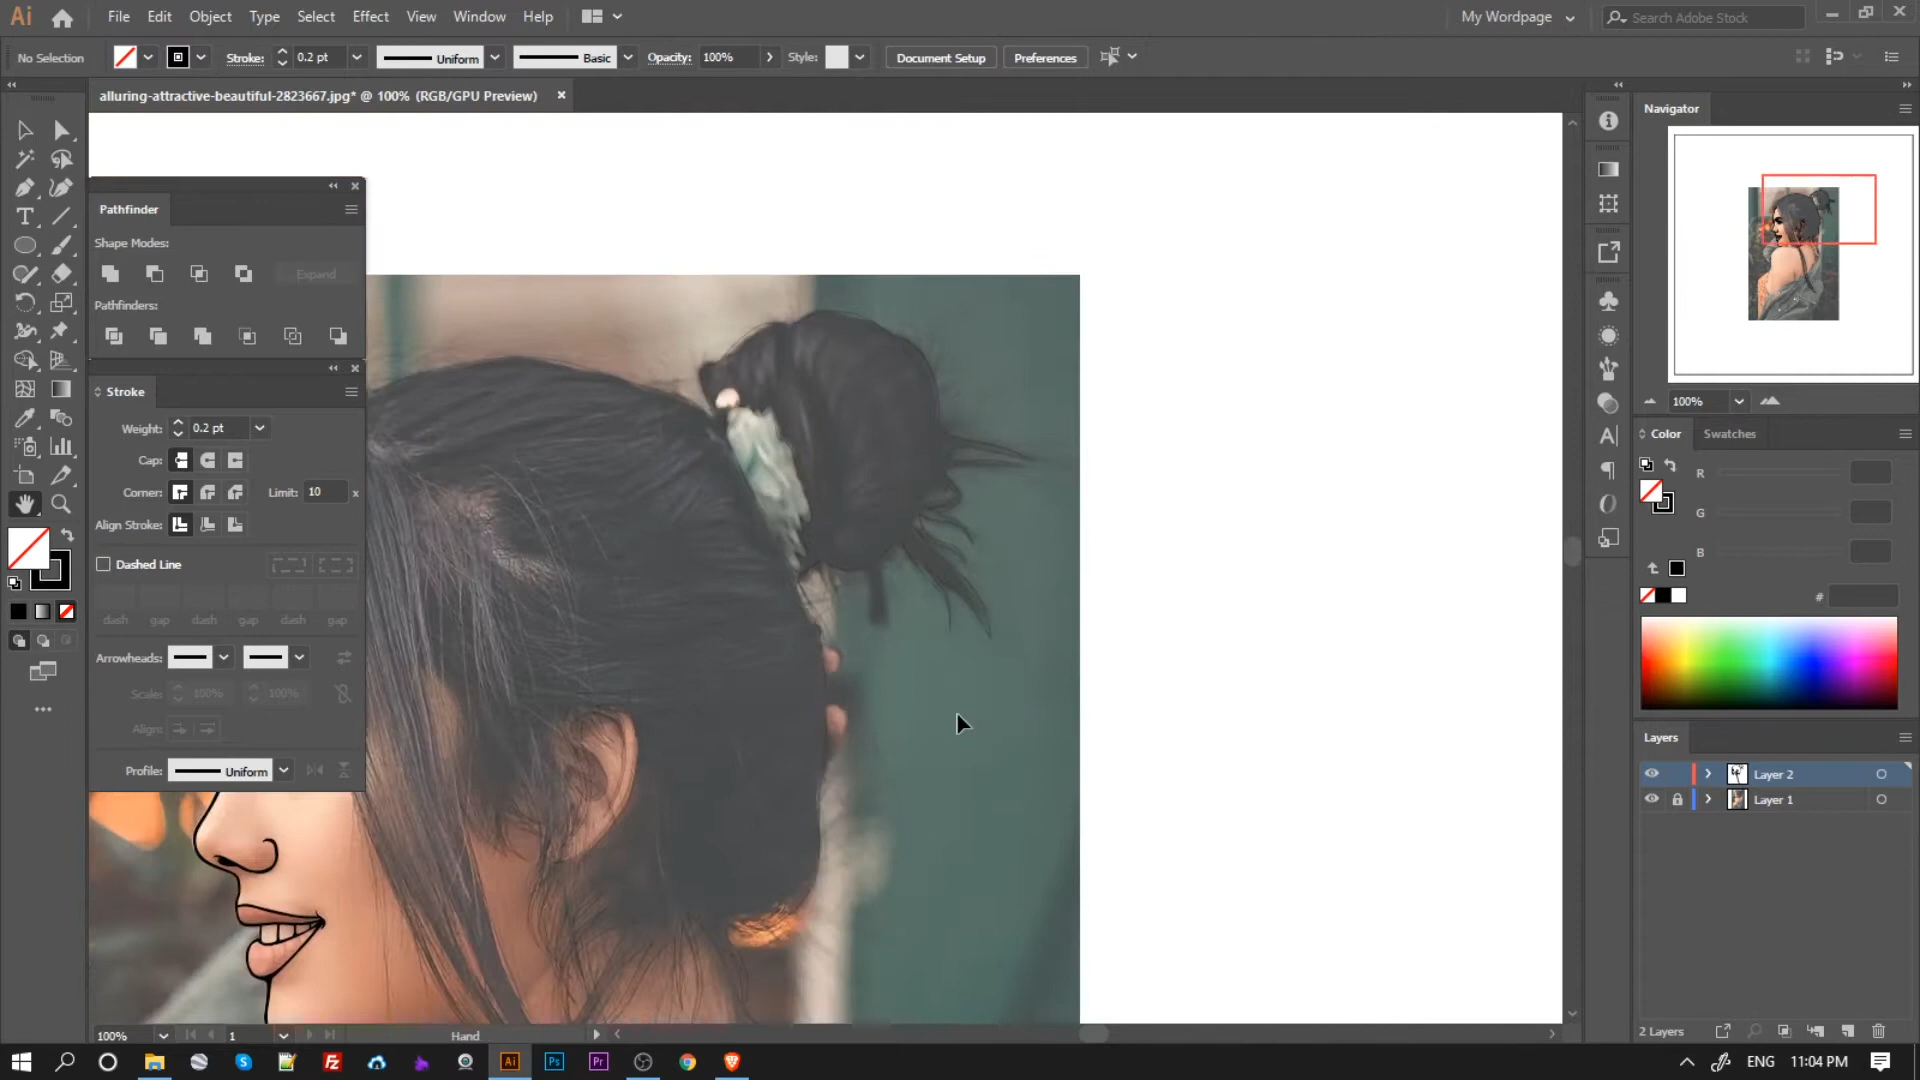 Ai File Edit Object Type Select Effect View Window Help My Wordpage Search Adobe Stock
No Selection Stroke: 0.2 pt Uniform Basic Opacity: 100% Style: Document Setup Preferences
alluring-attractive-beautiful-2823667.jpg* @ 100% (RGB/GPU Preview)
Navigator
Pathfinder
Shape Modes:
Expand
Pathfinders:
100%
Stroke
Color Swatches
Weight: 0.2 pt
Cap:
R
Corner: Limit: 10 x
G
Align Stroke:
B
Dashed Line
#
dash gap dash gap dash gap
Arrowheads:
Scale: 100% 100%
Align:
Layers
Profile: Uniform
Layer 2
Layer 1
100% 1 Hand
2 Layers
S Fz Ai Ps Pr ENG 11:04 PM